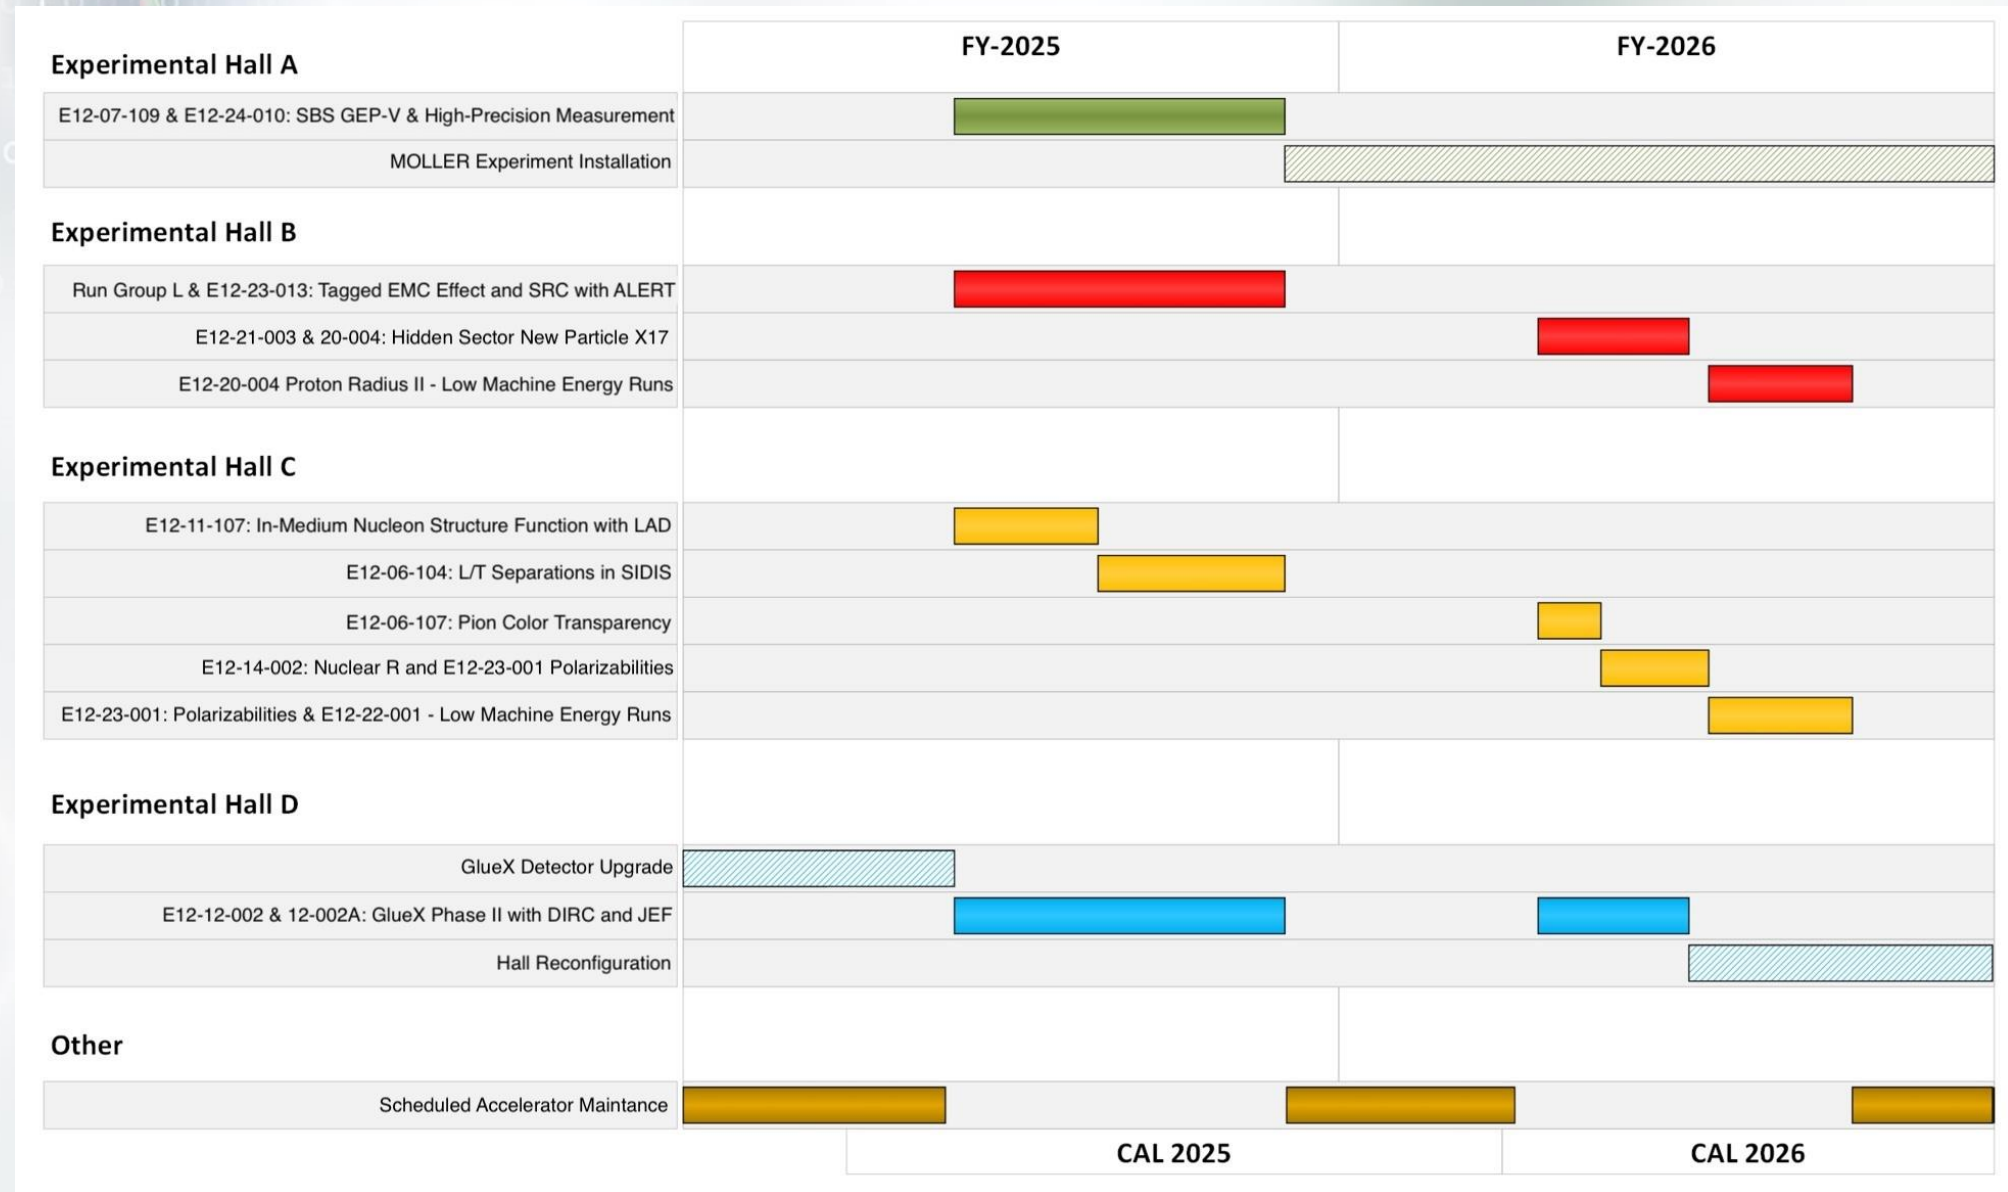 FY-2025
FY-2026
Experimental Hall A
E12-07-109 & E12-24-010: SBS GEP-V & High-Precision Measurement
MOLLER Experiment Installation
Experimental Hall B
Run Group L & E12-23-013: Tagged EMC Effect and SRC with ALERT
E12-21-003 & 20-004: Hidden Sector New Particle X17
E12-20-004 Proton Radius II - Low Machine Energy Runs
Experimental Hall C
E12-11-107: In-Medium Nucleon Structure Function with LAD
E12-06-104: L/T Separations in SIDIS
E12-06-107: Pion Color Transparency
E12-14-002: Nuclear R and E12-23-001 Polarizabilities
E12-23-001: Polarizabilities & E12-22-001 - Low Machine Energy Runs
Experimental Hall D
GlueX Detector Upgrade
E12-12-002 & 12-002A: GlueX Phase II with DIRC and JEF
Hall Reconfiguration
Other
Scheduled Accelerator Maintance
CAL 2025
CAL 2026